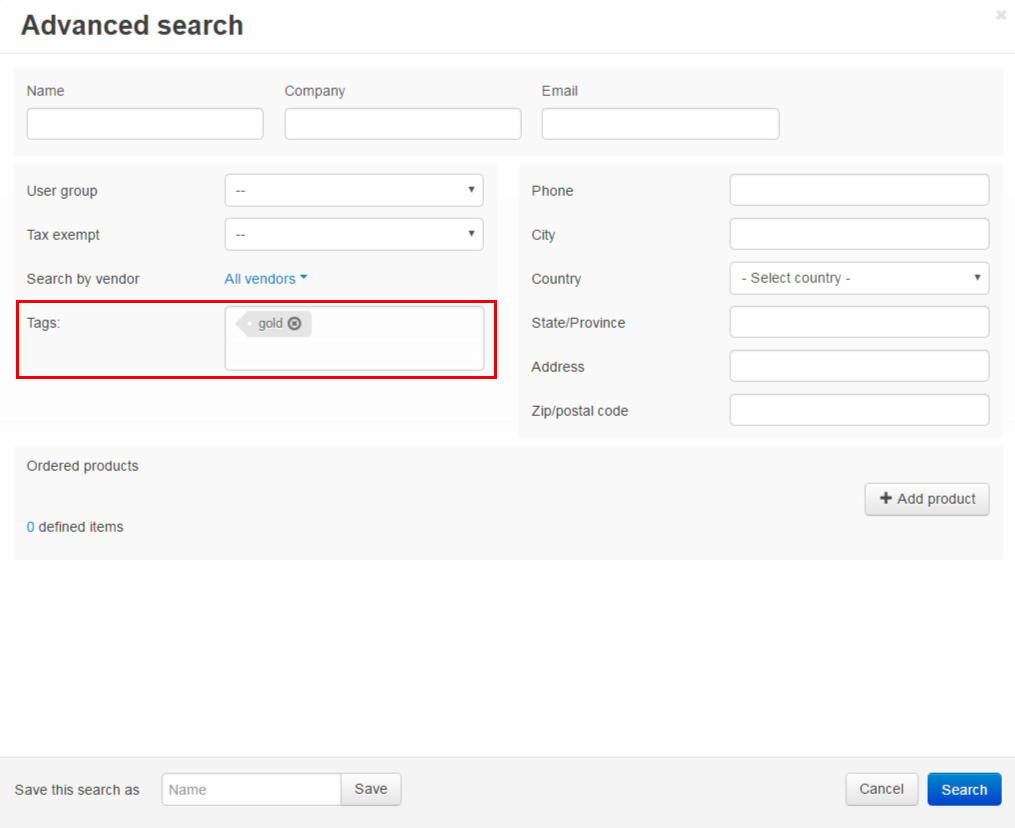 Advanced search
Name Company Email
User group -- Phone
Tax exempt -- City
Search by vendor All vendors Country - Select country -
Tags: gold State/Province
Address
Zip/postal code
Ordered products
+ Add product
0 defined items
Save this search as Name Save Cancel Search